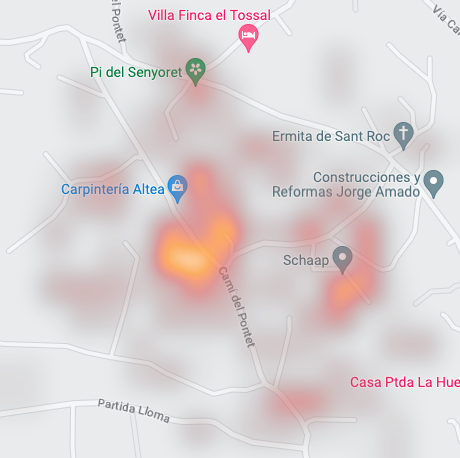 del Pontet
Villa Finca el Tossal
Vía Ca
Pi del Senyoret
Ermita de Sant Roc
Construcciones y
Reformas Jorge Amado
Carpintería Altea
Schaap
Camí del Pontet
Casa Ptda La Hue
Partida Lloma